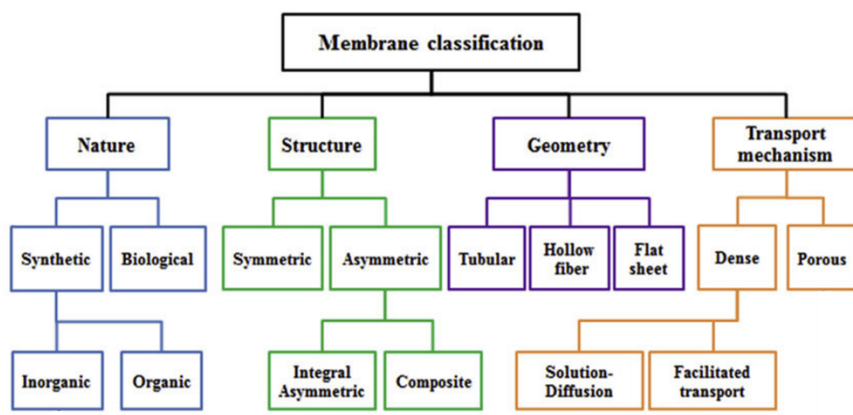 Membrane classification
Nature
Structure
Geometry
Transport
mechanism
Synthetic
Biological
Symmetric
Asymmetric
Tubular
Hollow
fiber
Flat
sheet
Dense
Porous
Inorganic
Organic
Integral
Asymmetric
Composite
Solution-
Diffusion
Facilitated
transport